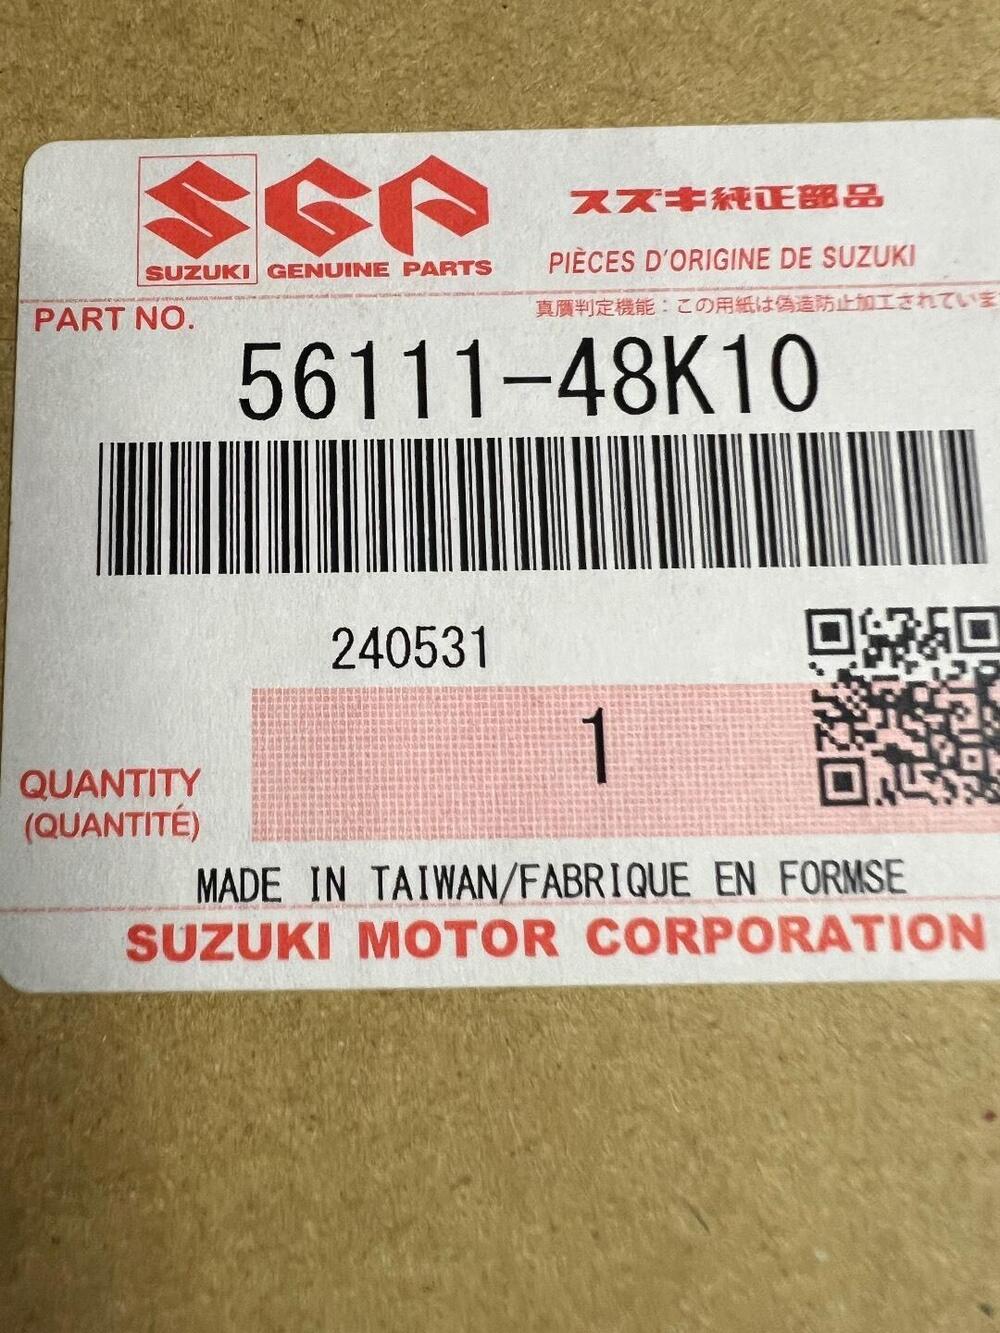 SUZUKI GENUINE PARTS
スズキ純正部品
PIÈCES D'ORIGINE DE SUZUKI
PART NO.
真贋判定機能：この用紙は偽造防止加工されていま
56111-48K10
240531
1
QUANTITY
(QUANTITÉ)
MADE IN TAIWAN/FABRIQUE EN FORMSE
SUZUKI MOTOR CORPORATION